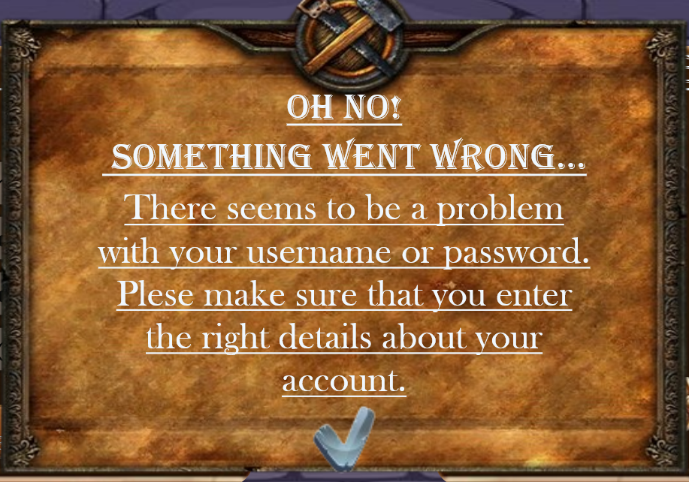 OH NO!
SOMETHING WENT WRONG...
There seems to be a problem
with your username or password.
Plese make sure that you enter
the right details about your
account.